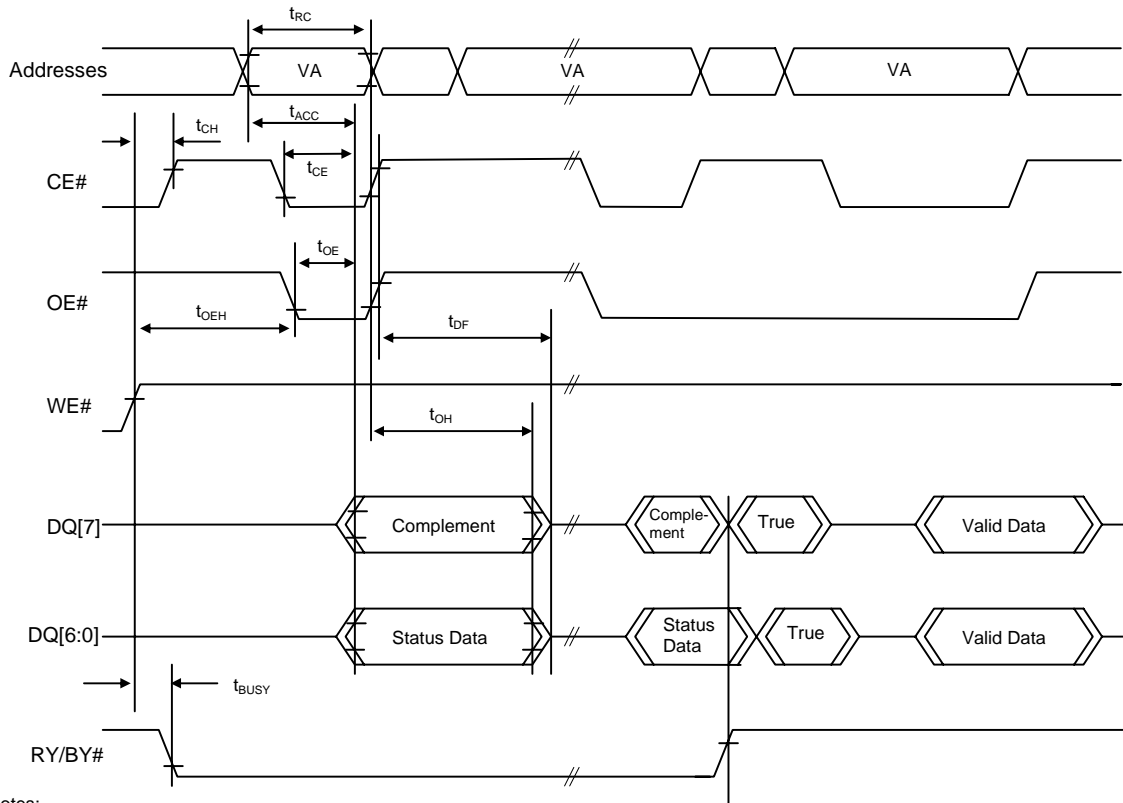 tRC
Addresses VA VA VA
tACC
tCH
tCE
CE#
tOE
OE#
tOEH
tDF
WE#
tOH
DQ[7] Complement Comple-
ment True Valid Data
DQ[6:0] Status Data Status
Data True Valid Data
tBUSY
RY/BY#